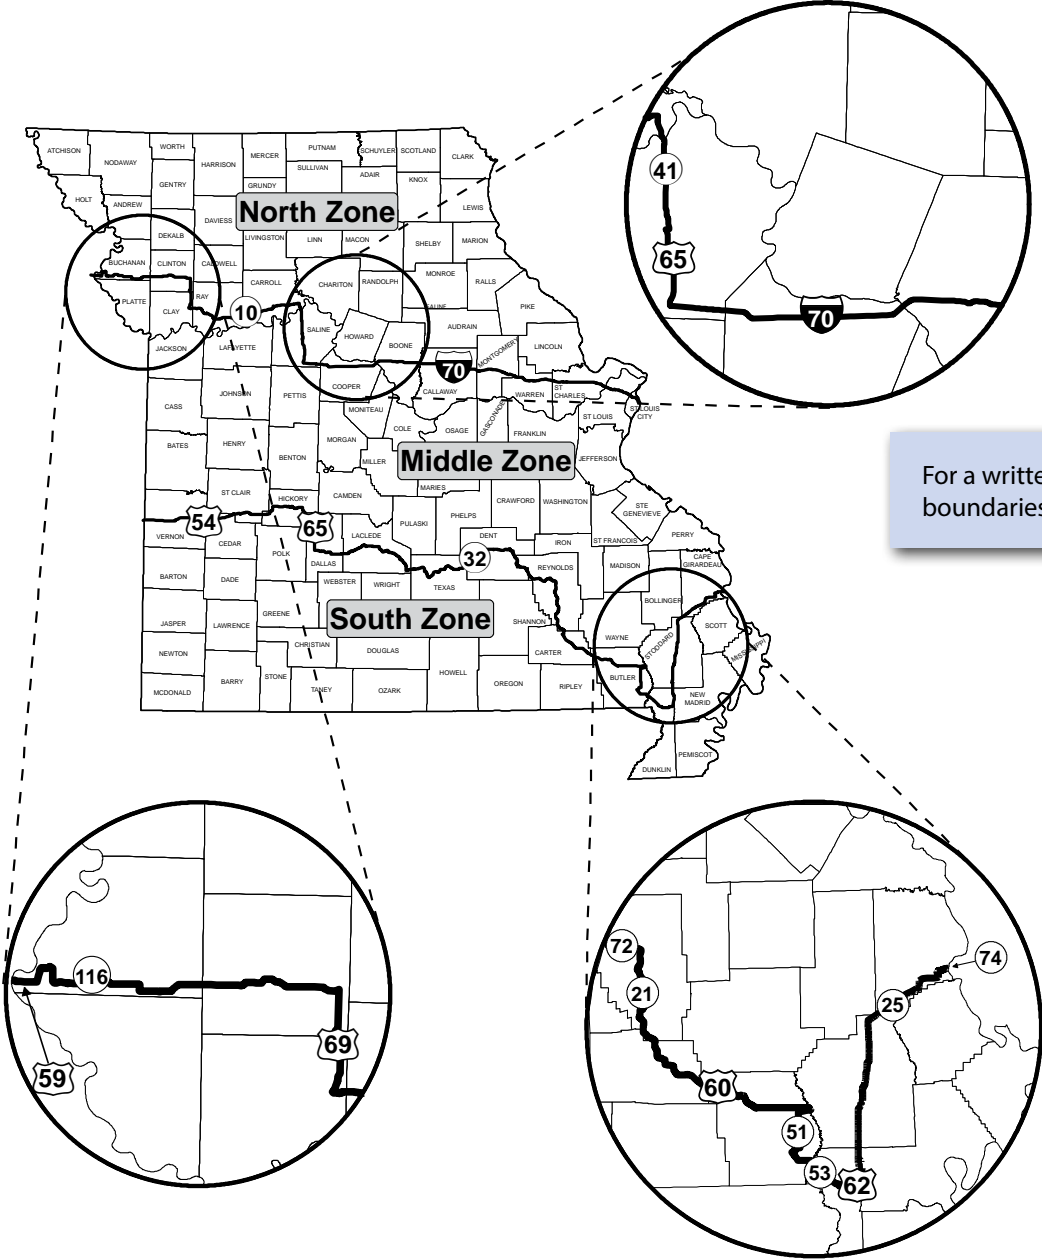 ATCHISON
NODAWAY
WORTH
HARRISON
MERCER
PUTNAM
SCHUYLER
SCOTLAND
CLARK
SULLIVAN
ADAIR
KNOX
GENTRY
GRUNDY
HOLT
ANDREW
DAVIESS
North Zone
LEWIS
DEKALB
LIVINGSTON
LINN
MACON
SHELBY
MARION
BUCHANAN
CLINTON
CALDWELL
CARROLL
CHARITON
RANDOLPH
MONROE
RALLS
PLATTE
RAY
CLAY
10
PIKE
SALINE
HOWARD
BOONE
AUDRAIN
JACKSON
LAFAYETTE
70
MONTGOMERY
LINCOLN
JOHNSON
PETTIS
COOPER
CALLAWAY
WARREN
ST
CHARLES
CASS
MONITEAU
COLE
OSAGE
GASCONADE
FRANKLIN
ST LOUIS
ST LOUIS
CITY
BATES
HENRY
BENTON
MORGAN
MILLER
Middle Zone
JEFFERSON
MARIES
ST CLAIR
HICKORY
CAMDEN
CRAWFORD
WASHINGTON
STE
GENEVIEVE
54
65
PULASKI
PHELPS
VERNON
CEDAR
LACLEDE
DENT
IRON
ST FRANCOIS
PERRY
POLK
DALLAS
32
REYNOLDS
MADISON
CAPE
GIRARDEAU
BARTON
DADE
WEBSTER
WRIGHT
TEXAS
BOLLINGER
GREENE
South Zone
SHANNON
SCOTT
JASPER
LAWRENCE
CHRISTIAN
DOUGLAS
WAYNE
STODDARD
MISSISSIPPI
NEWTON
CARTER
MCDONALD
BARRY
STONE
TANEY
OZARK
HOWELL
OREGON
RIPLEY
BUTLER
NEW
MADRID
PEMISCOT
DUNKLIN
41
65
70
For a writte
boundaries
116
69
59
72
21
74
25
60
51
53
62